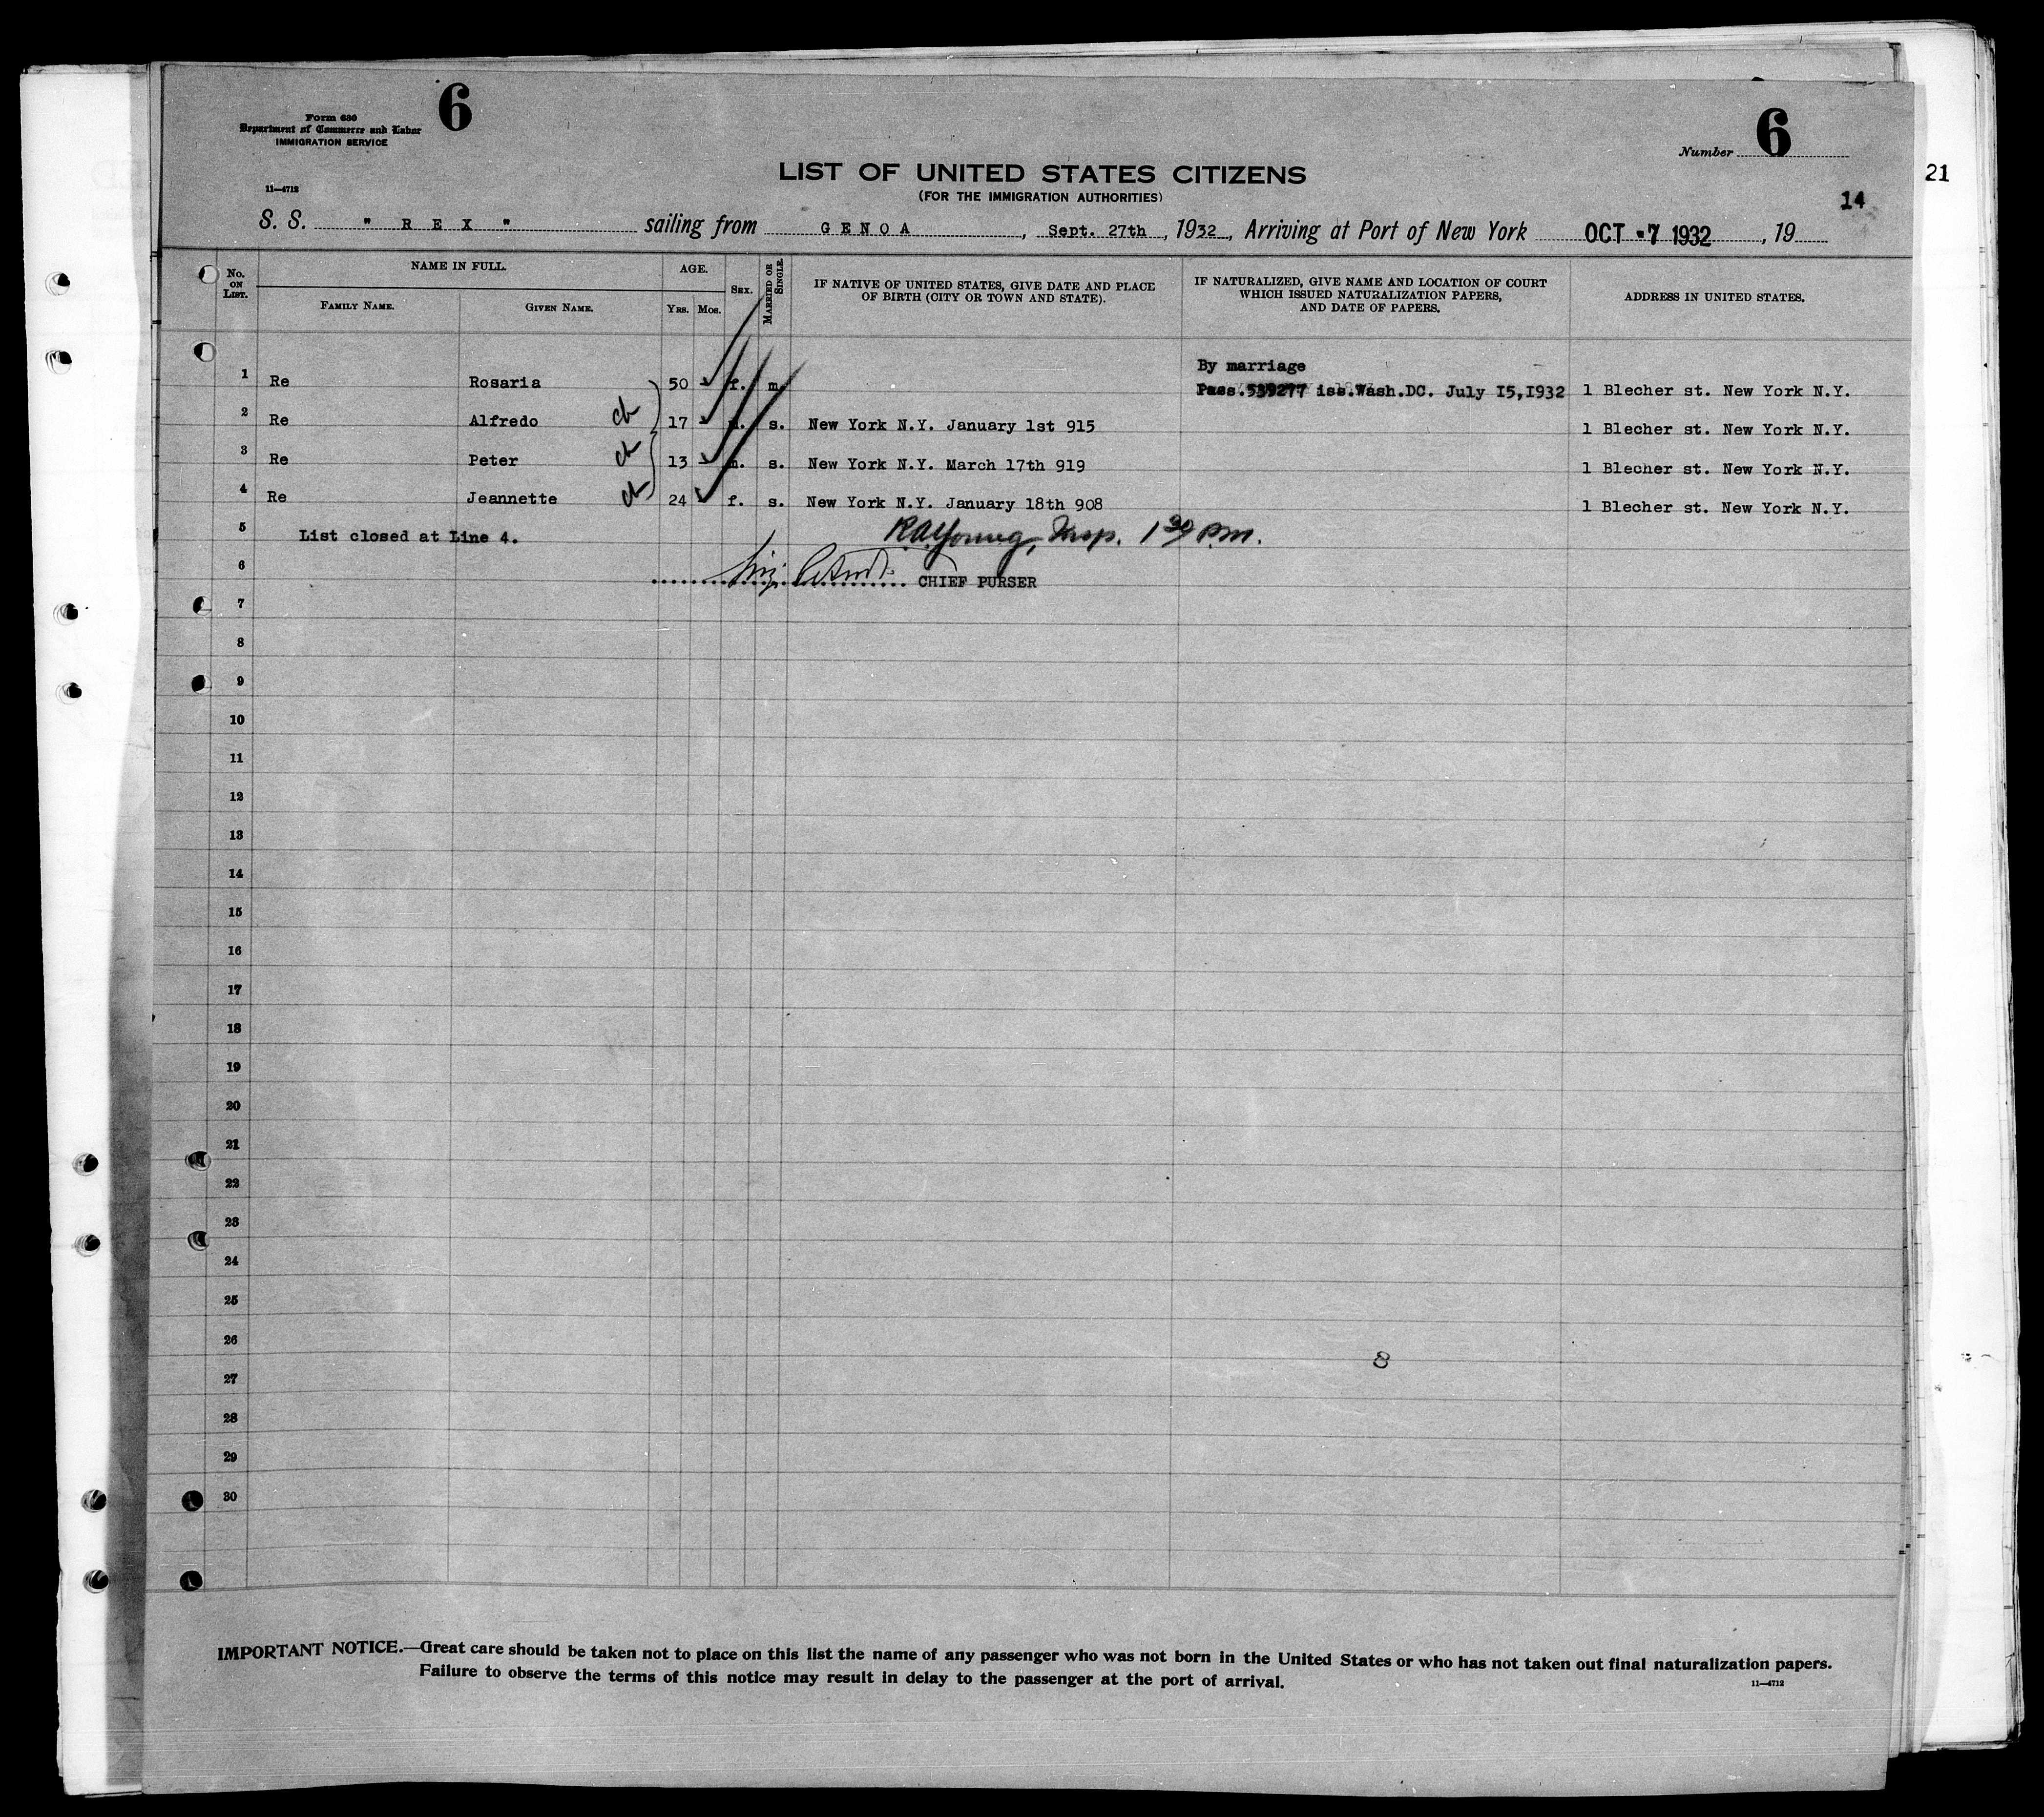 Form 630
Department of Commerce and Labor
IMMIGRATION SERVICE
6
Number 6
21
14
LIST OF UNITED STATES CITIZENS
(FOR THE IMMIGRATION AUTHORITIES)
11—4712
S. S. " R E X " sailing from G E N O A, Sept. 27th, 1932, Arriving at Port of New York OCT -7 1932, 19
No. ON LIST. NAME IN FULL. FAMILY NAME. GIVEN NAME. AGE. YRS. MOS. SEX. MARRIED OR SINGLE. IF NATIVE OF UNITED STATES, GIVE DATE AND PLACE OF BIRTH (CITY OR TOWN AND STATE). IF NATURALIZED, GIVE NAME AND LOCATION OF COURT WHICH ISSUED NATURALIZATION PAPERS, AND DATE OF PAPERS. ADDRESS IN UNITED STATES.
By marriage
1 Re Rosaria 50 f. m. Pass.539277 iss.Wash.DC. July 15,1932 1 Blecher st. New York N.Y.
2 Re Alfredo ch 17 s. New York N.Y. January 1st 915 1 Blecher st. New York N.Y.
3 Re Peter ch 13 s. New York N.Y. March 17th 919 1 Blecher st. New York N.Y.
4 Re Jeannette ch 24 f. s. New York N.Y. January 18th 908 1 Blecher st. New York N.Y.
5 List closed at Line 4. R.A. Young, Insp. 1 30 P.M.
6 CHIEF PURSER
7
8
9
10
11
12
13
14
15
16
17
18
19
20
21
22
23
24
25
26
8
27
28
29
30
IMPORTANT NOTICE.—Great care should be taken not to place on this list the name of any passenger who was not born in the United States or who has not taken out final naturalization papers.
Failure to observe the terms of this notice may result in delay to the passenger at the port of arrival.
11—4712